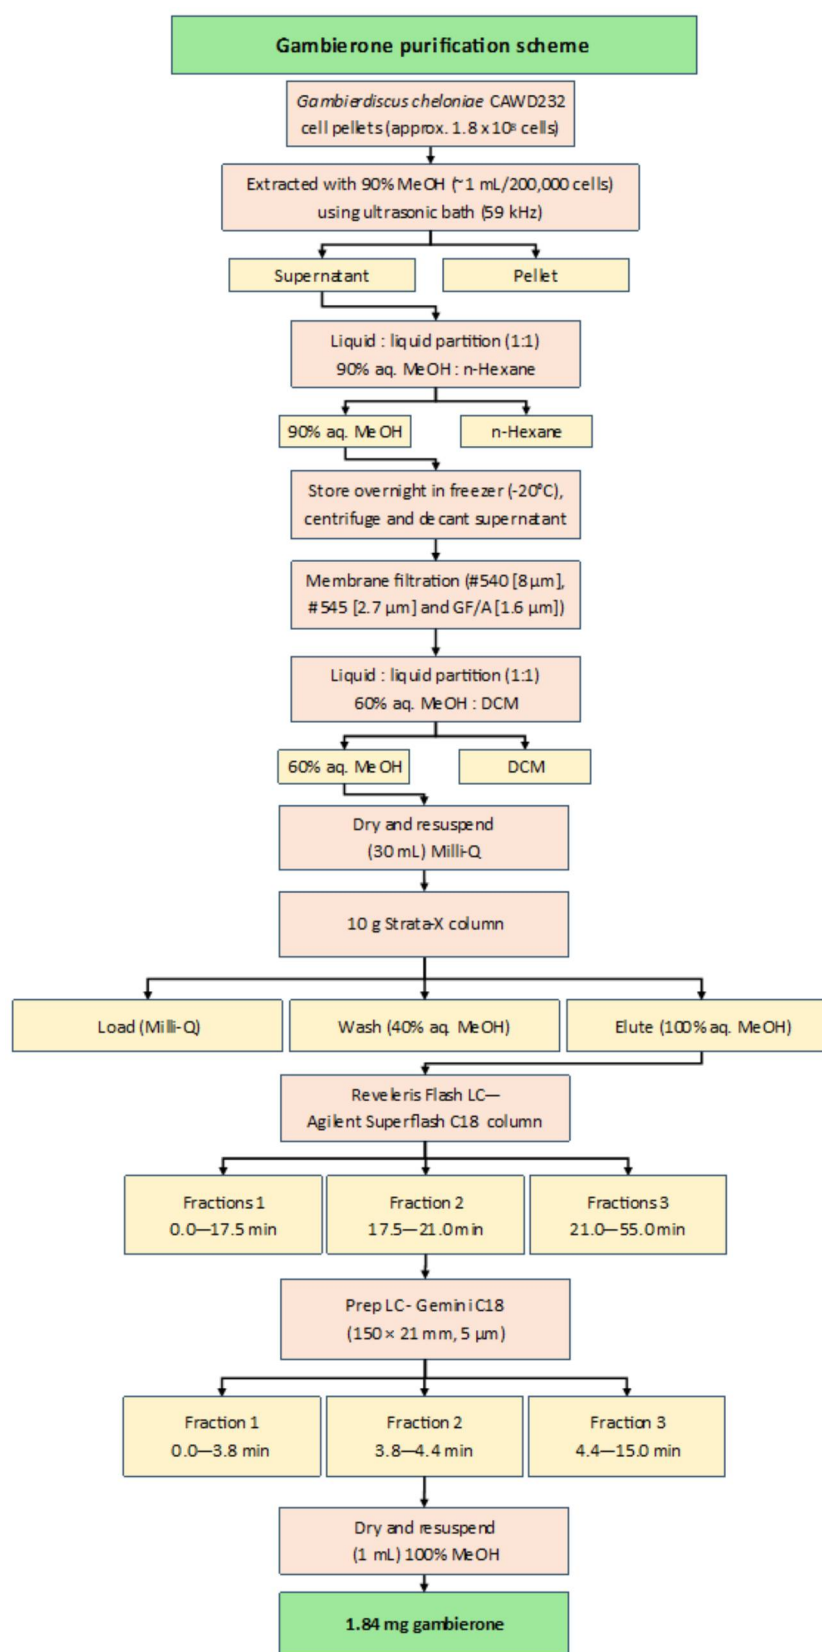 Gambierone purification scheme
Gambierdiscus cheloniae CAWD232
cell pellets (approx. 1.8 x 10⁸ cells)
Extracted with 90% MeOH (~1 mL/200,000 cells)
using ultrasonic bath (59 kHz)
Supernatant
Pellet
Liquid : liquid partition (1:1)
90% aq. MeOH : n-Hexane
90% aq. MeOH
n-Hexane
Store overnight in freezer (-20°C),
centrifuge and decant supernatant
Membrane filtration (#540 [8 µm],
#545 [2.7 µm] and GF/A [1.6 µm])
Liquid : liquid partition (1:1)
60% aq. MeOH : DCM
60% aq. MeOH
DCM
Dry and resuspend
(30 mL) Milli-Q
10 g Strata-X column
Load (Milli-Q)
Wash (40% aq. MeOH)
Elute (100% aq. MeOH)
Reveleris Flash LC—
Agilent Superflash C18 column
Fractions 1
0.0—17.5 min
Fraction 2
17.5—21.0 min
Fractions 3
21.0—55.0 min
Prep LC - Gemini C18
(150 × 21 mm, 5 µm)
Fraction 1
0.0—3.8 min
Fraction 2
3.8—4.4 min
Fraction 3
4.4—15.0 min
Dry and resuspend
(1 mL) 100% MeOH
1.84 mg gambierone